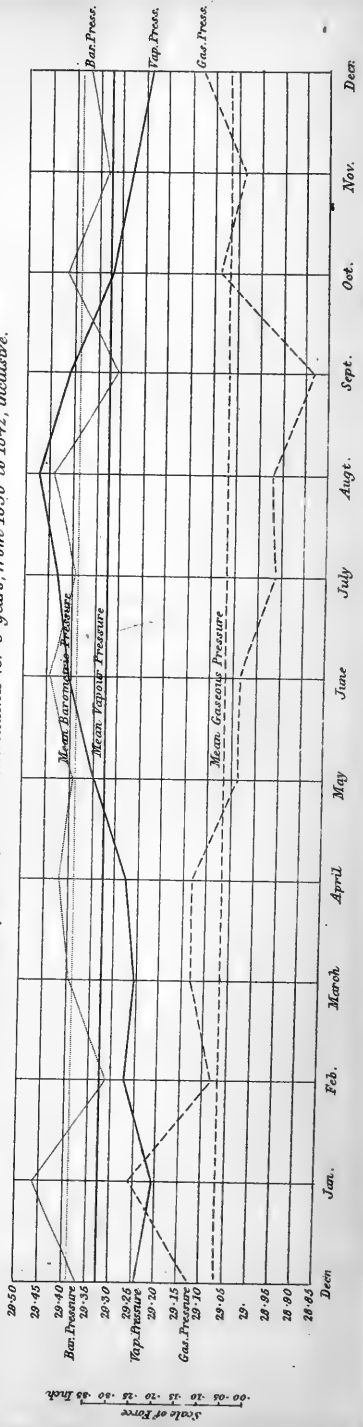 years, from 1838 to 1842, inclusive.
29·50
29·45
29·40
Bar.Pressure
29·35
29·30
29·25
Vap.Pressure
29·20
29·15
Gas.Pressure
29·10
29·05
29·
28·95
28·90
28·85
Scale of Force
·35 Inch
·30
·25
·20
·15
·10
·05
·00
Mean Barometric Pressure
Mean Vapour Pressure
Mean Gaseous Pressure
Bar.Press.
Vap.Press.
Gas.Press.
Decr. Jan. Feb. March April May June July Augt. Sept. Oct. Nov. Decr.